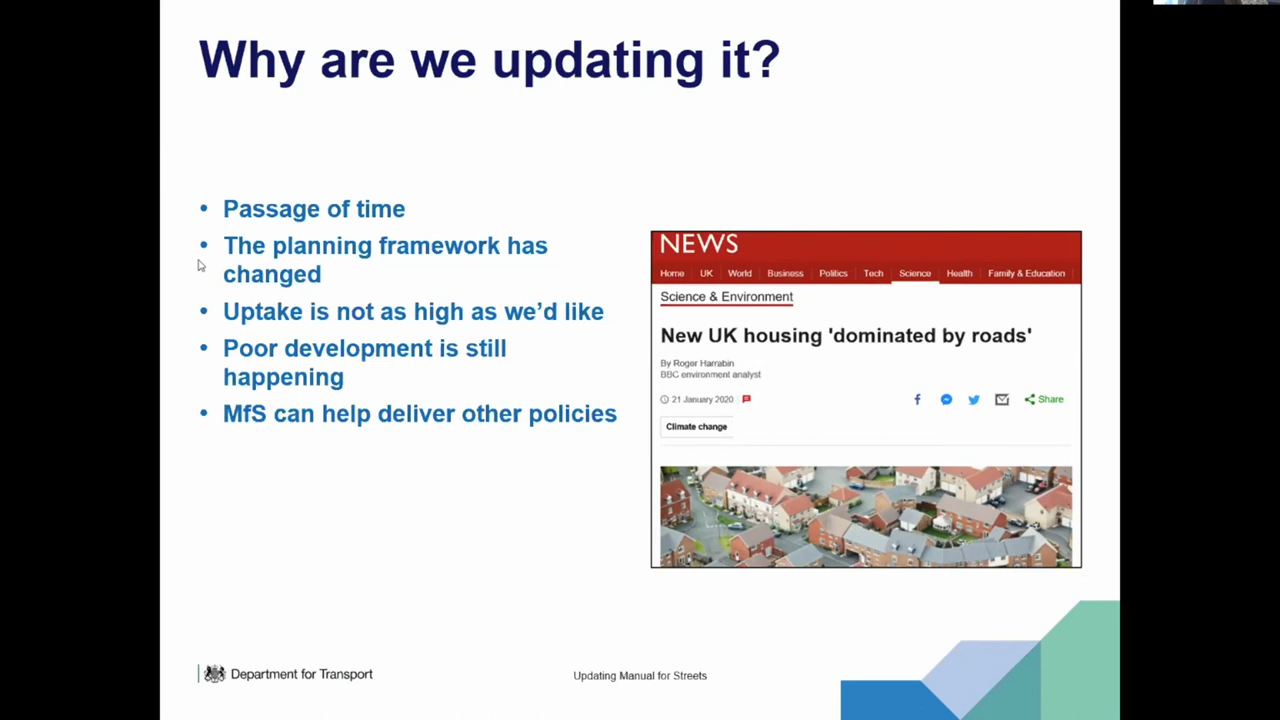 Why are we updating it?
• Passage of time
• The planning framework has
changed
• Uptake is not as high as we’d like
• Poor development is still
happening
• MfS can help deliver other policies
NEWS
Home UK World Business Politics Tech Science Health Family & Education
Science & Environment
New UK housing 'dominated by roads'
By Roger Harrabin
BBC environment analyst
21 January 2020
Share
Climate change
Department for Transport
Updating Manual for Streets